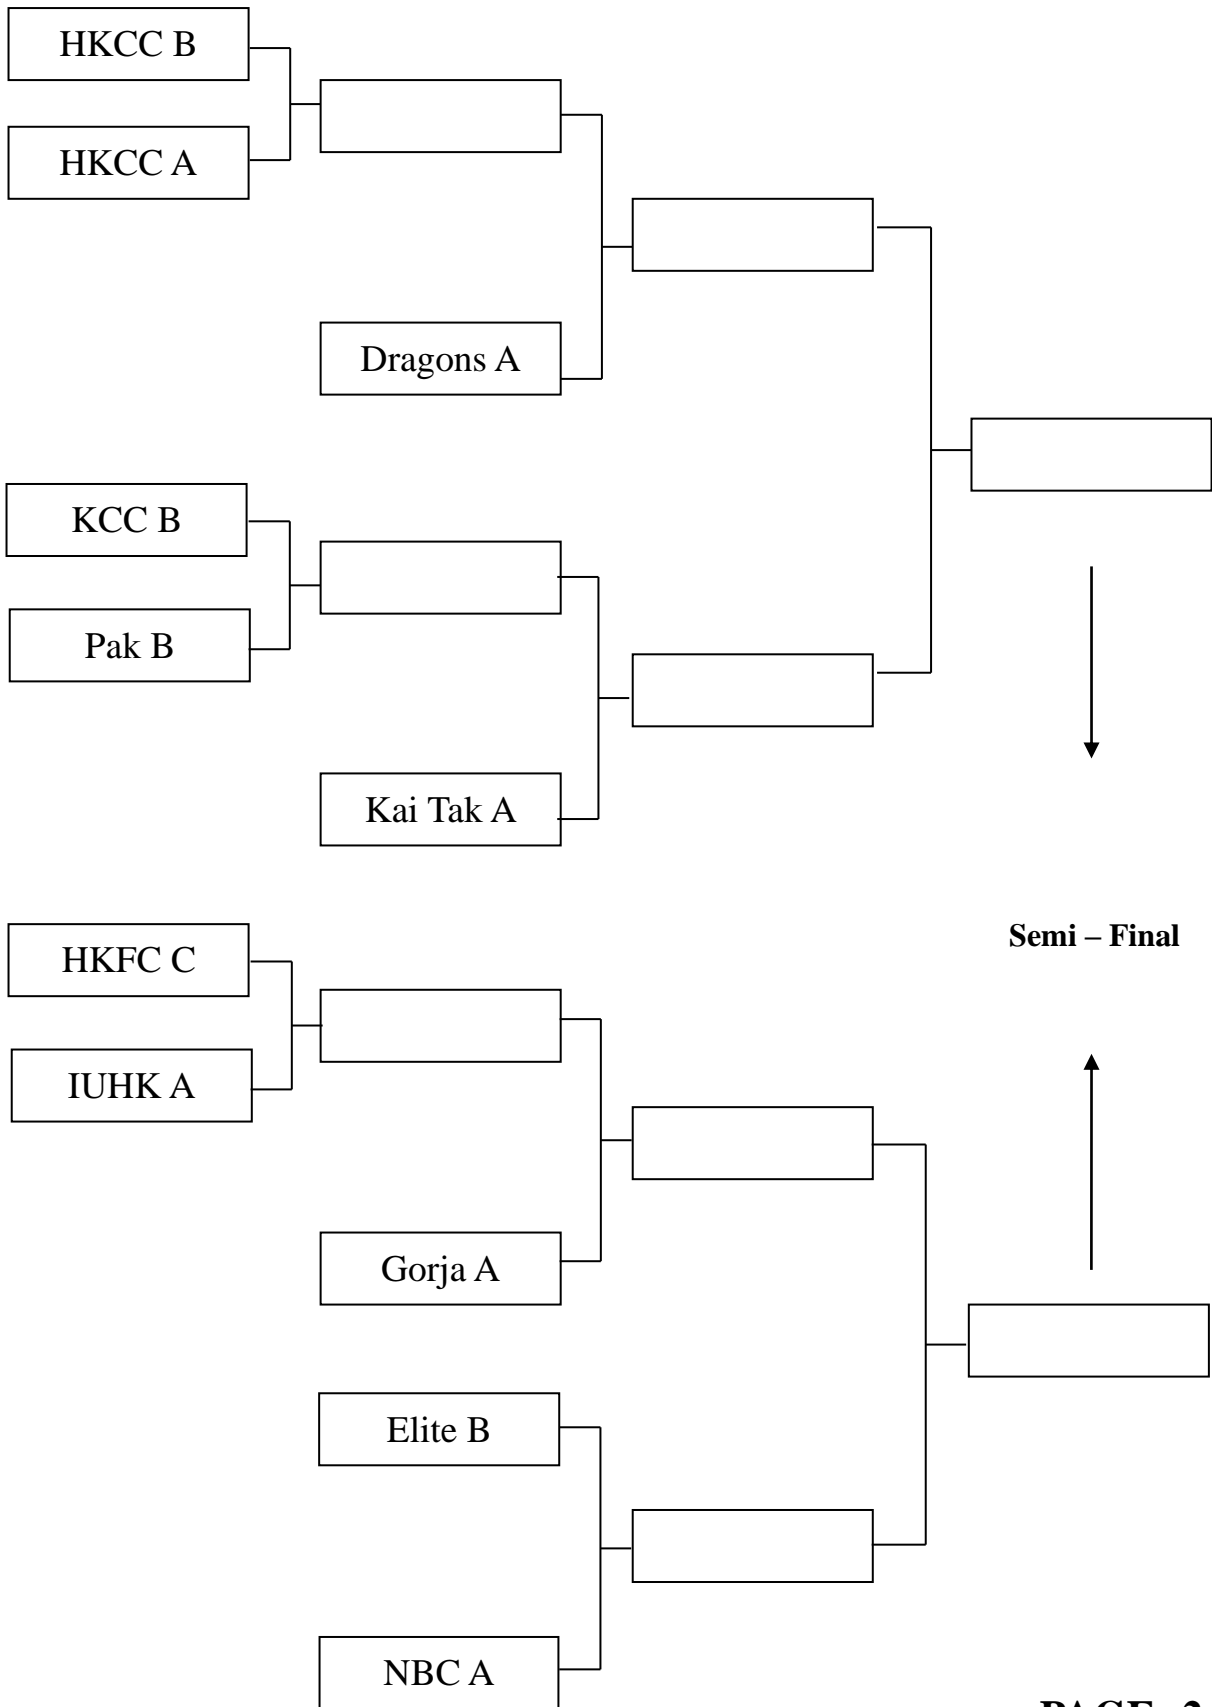 HKCC B
HKCC A
Dragons A
KCC B
Pak B
Kai Tak A
Semi – Final
HKFC C
IUHK A
Gorja A
Elite B
NBC A